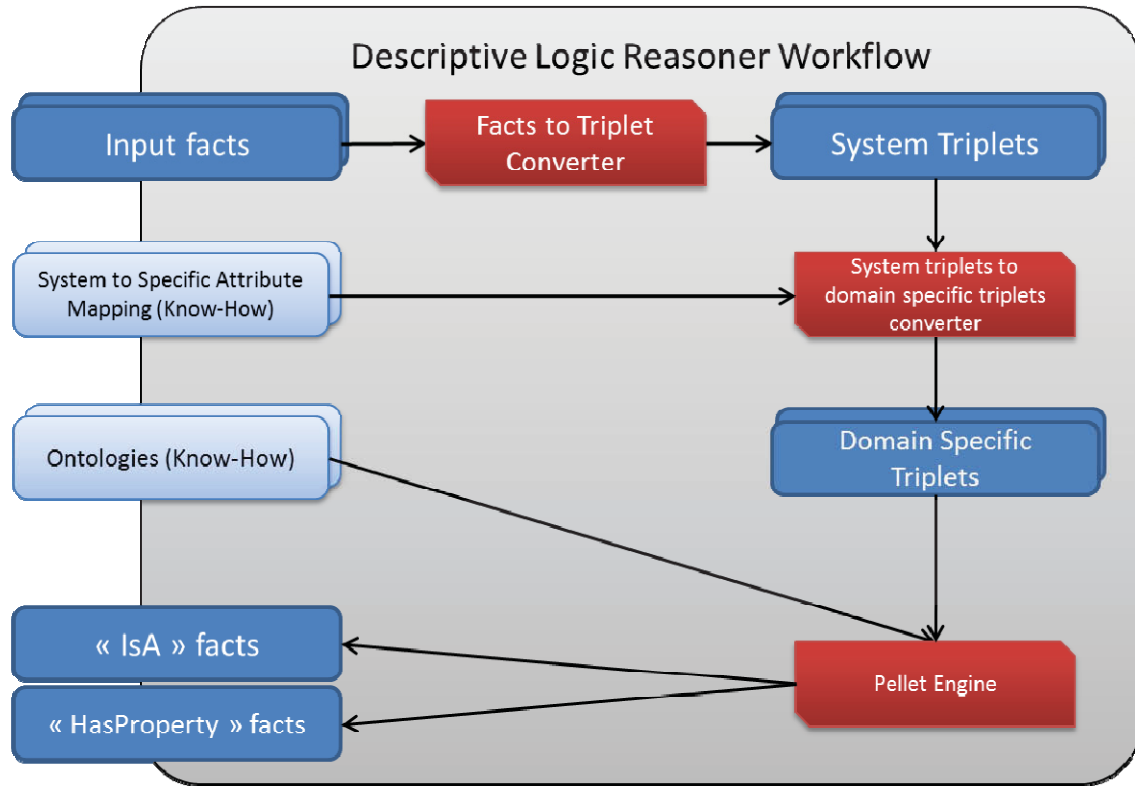 Descriptive Logic Reasoner Workflow
Input facts
Facts to Triplet
Converter
System Triplets
System to Specific Attribute
Mapping (Know-How)
System triplets to
domain specific triplets
converter
Ontologies (Know-How)
Domain Specific
Triplets
« IsA » facts
Pellet Engine
« HasProperty » facts